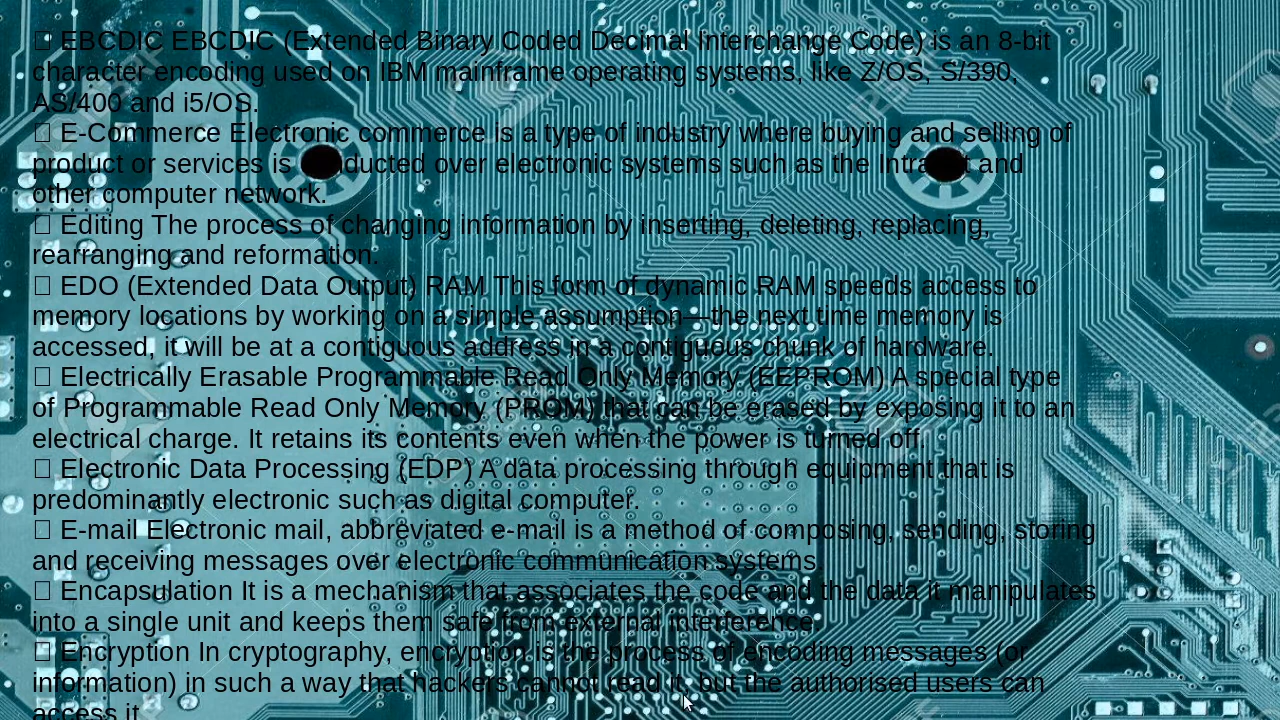 EBCDIC EBCDIC (Extended Binary Coded Decimal Interchange Code) is an 8-bit
character encoding used on IBM mainframe operating systems, like Z/OS, S/390,
AS/400 and i5/OS.
E-Commerce Electronic commerce is a type of industry where buying and selling of
product or services is conducted over electronic systems such as the and
other computer network.
Editing The process of changing information by inserting, deleting, replacing,
rearranging and reformation.
EDO (Extended Data Output) RAM This form of dynamic RAM speeds access to
memory locations by working on a simple assumption—the next time memory is
accessed, it will be at a contiguous address in a contiguous chunk of hardware.
Electrically Erasable Programmable Read Only Memory (EEPROM) A special type
of Programmable Read Only Memory (PROM) that can be erased by exposing it to an
electrical charge. It retains its contents even when the power is turned off.
Electronic Data Processing (EDP) A data processing through equipment that is
predominantly electronic such as digital computer.
E-mail Electronic mail, abbreviated e-mail is a method of composing, sending, storing
and receiving messages over electronic communication systems.
Encapsulation It is a mechanism that associates the code and the data it manipulates
into a single unit and keeps them safe from external interference
Encryption In cryptography, encryption is the process of encoding messages (or
information) in such a way that hackers cannot read it, but the authorised users can
access it